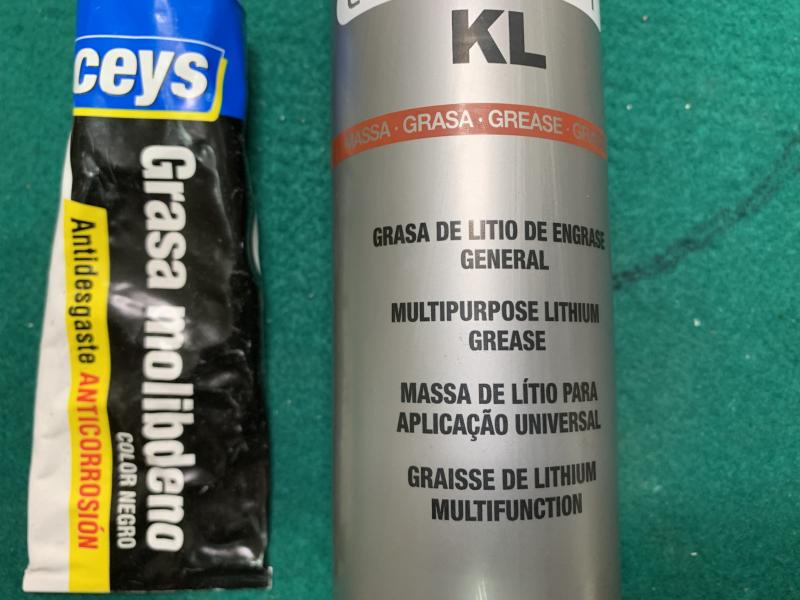 ceys
Grasa molibdeno
COLOR NEGRO
Antidesgaste ANTICORROSIÓN
KL
MASSA · GRASA · GREASE ·
GRASA DE LITIO DE ENGRASE
GENERAL
MULTIPURPOSE LITHIUM
GREASE
MASSA DE LÍTIO PARA
APLICAÇÃO UNIVERSAL
GRAISSE DE LITHIUM
MULTIFUNCTION